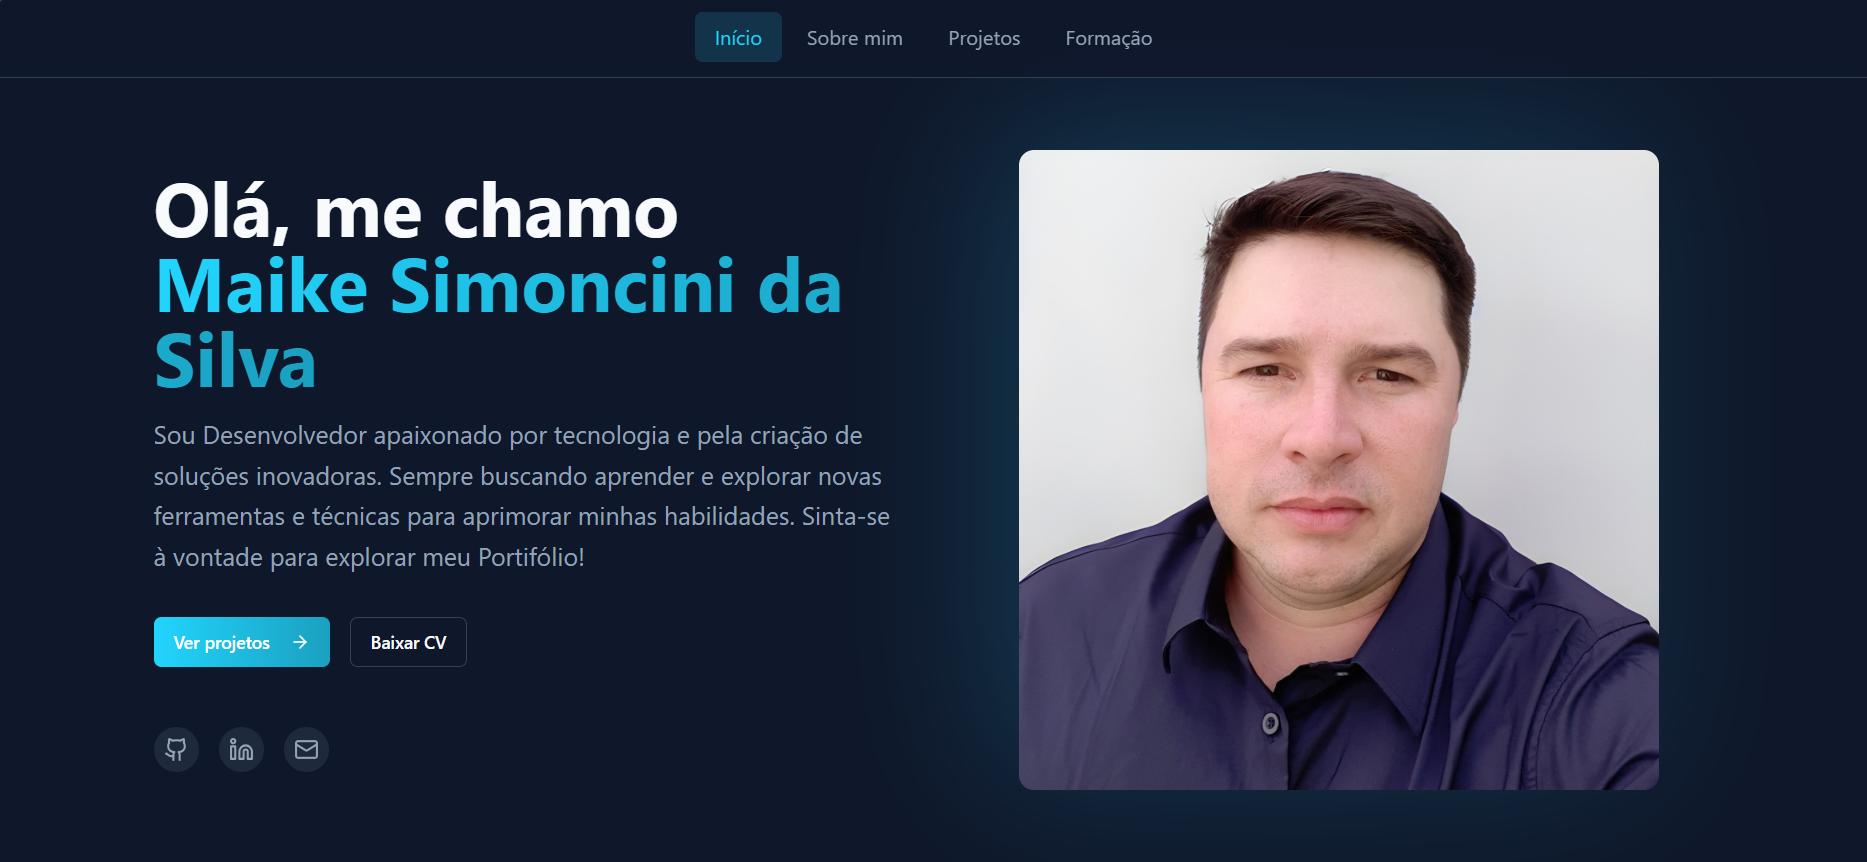 Início
Sobre mim
Projetos
Formação
Olá, me chamo
Maike Simoncini da
Silva
Sou Desenvolvedor apaixonado por tecnologia e pela criação de
soluções inovadoras. Sempre buscando aprender e explorar novas
ferramentas e técnicas para aprimorar minhas habilidades. Sinta-se
à vontade para explorar meu Portifólio!
Ver projetos
Baixar CV